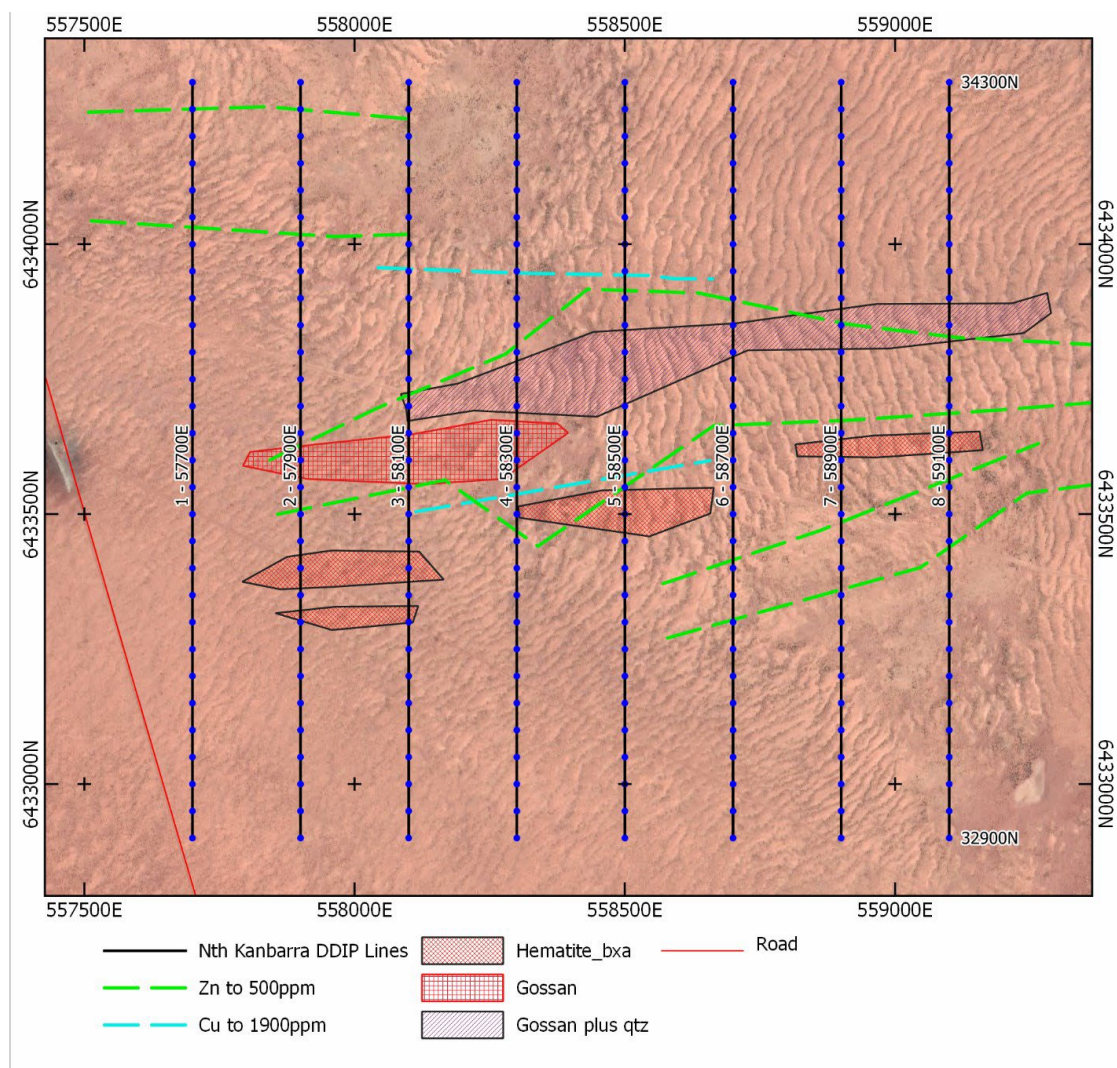 557500E 558000E 558500E 559000E
34300N
6434000N 6434000N
1 - 57700E 2 - 57900E 3 - 58100E 4 - 58300E 5 - 58500E 6 - 58700E 7 - 58900E 8 - 59100E
6433500N 6433500N
6433000N 6433000N
32900N
557500E 558000E 558500E 559000E
Nth Kanbarra DDIP Lines Hematite_bxa Road
Zn to 500ppm Gossan
Cu to 1900ppm Gossan plus qtz